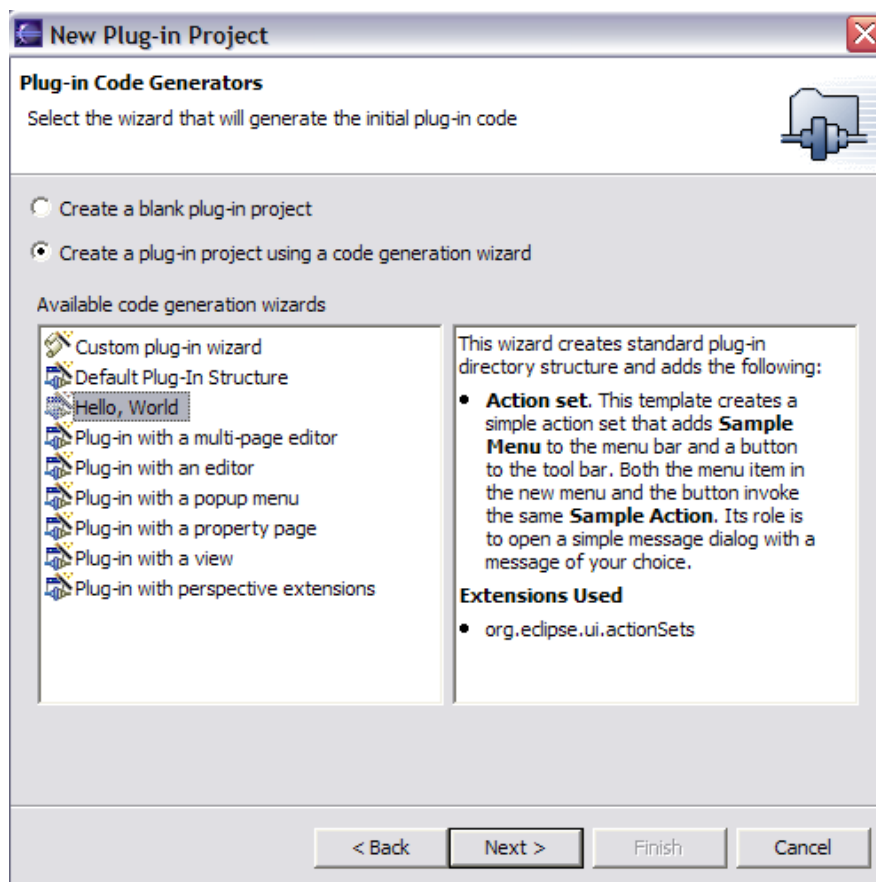 New Plug-in Project
Plug-in Code Generators
Select the wizard that will generate the initial plug-in code
Create a blank plug-in project
Create a plug-in project using a code generation wizard
Available code generation wizards
Custom plug-in wizard
Default Plug-In Structure
Hello, World
Plug-in with a multi-page editor
Plug-in with an editor
Plug-in with a popup menu
Plug-in with a property page
Plug-in with a view
Plug-in with perspective extensions
This wizard creates standard plug-in
directory structure and adds the following:
• Action set. This template creates a
simple action set that adds Sample
Menu to the menu bar and a button
to the tool bar. Both the menu item in
the new menu and the button invoke
the same Sample Action. Its role is
to open a simple message dialog with a
message of your choice.
Extensions Used
• org.eclipse.ui.actionSets
< Back
Next >
Finish
Cancel